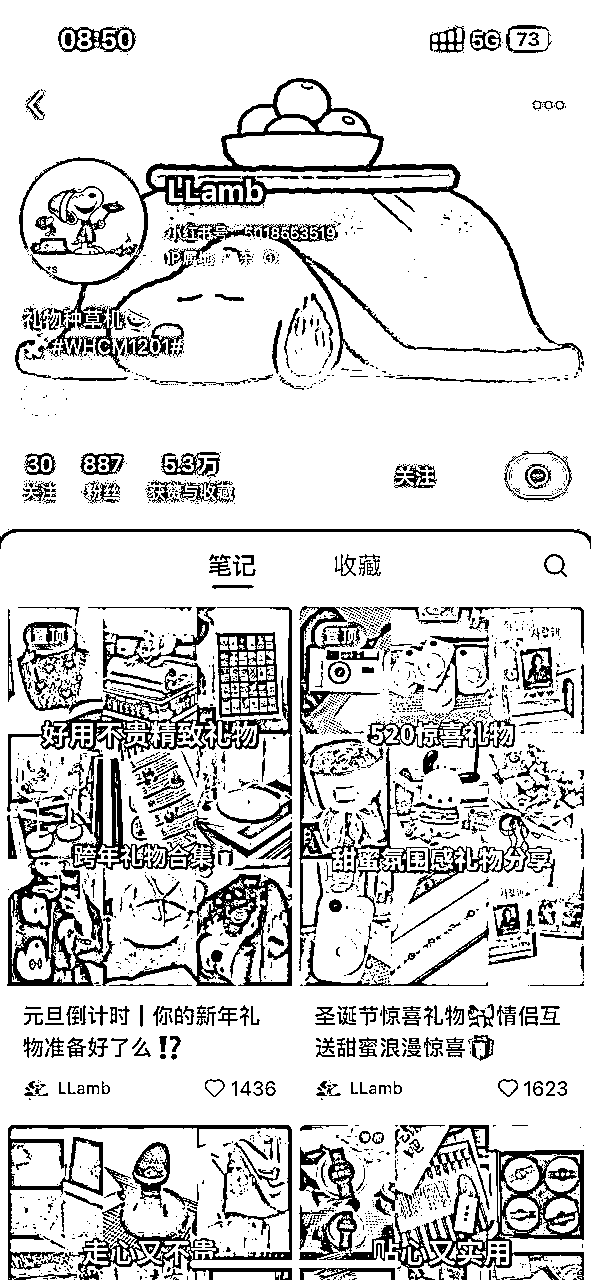 08:50
5G 73
LLamb
小红书号：5018663519
IP属地：
礼物种草机
#WHCM1201#
30 887 5.3万
关注 粉丝 获赞与收藏
关注
笔记 收藏
置顶
好用不贵精致礼物
跨年礼物合集
置顶
520惊喜礼物
甜蜜氛围感礼物分享
元旦倒计时｜你的新年礼
物准备好了么⁉️
LLamb 1436
圣诞节惊喜礼物🎀情侣互
送甜蜜浪漫惊喜🎁
LLamb 1623
走心又不贵
贴心又实用